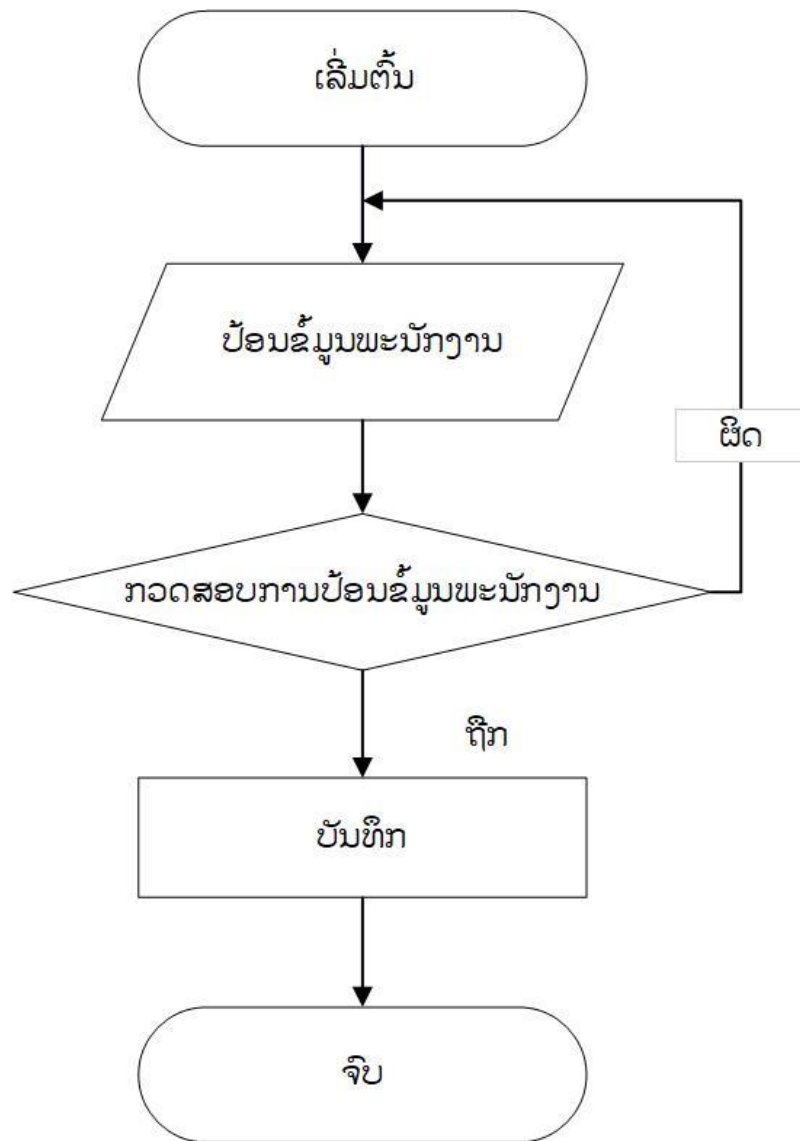 ເລີ່ມຕົ້ນ
ປ້ອນຂໍ້ມູນພະນັກງານ
ຜິດ
ກວດສອບການປ້ອນຂໍ້ມູນພະນັກງານ
ຖືກ
ບັນທຶກ
ຈົບ